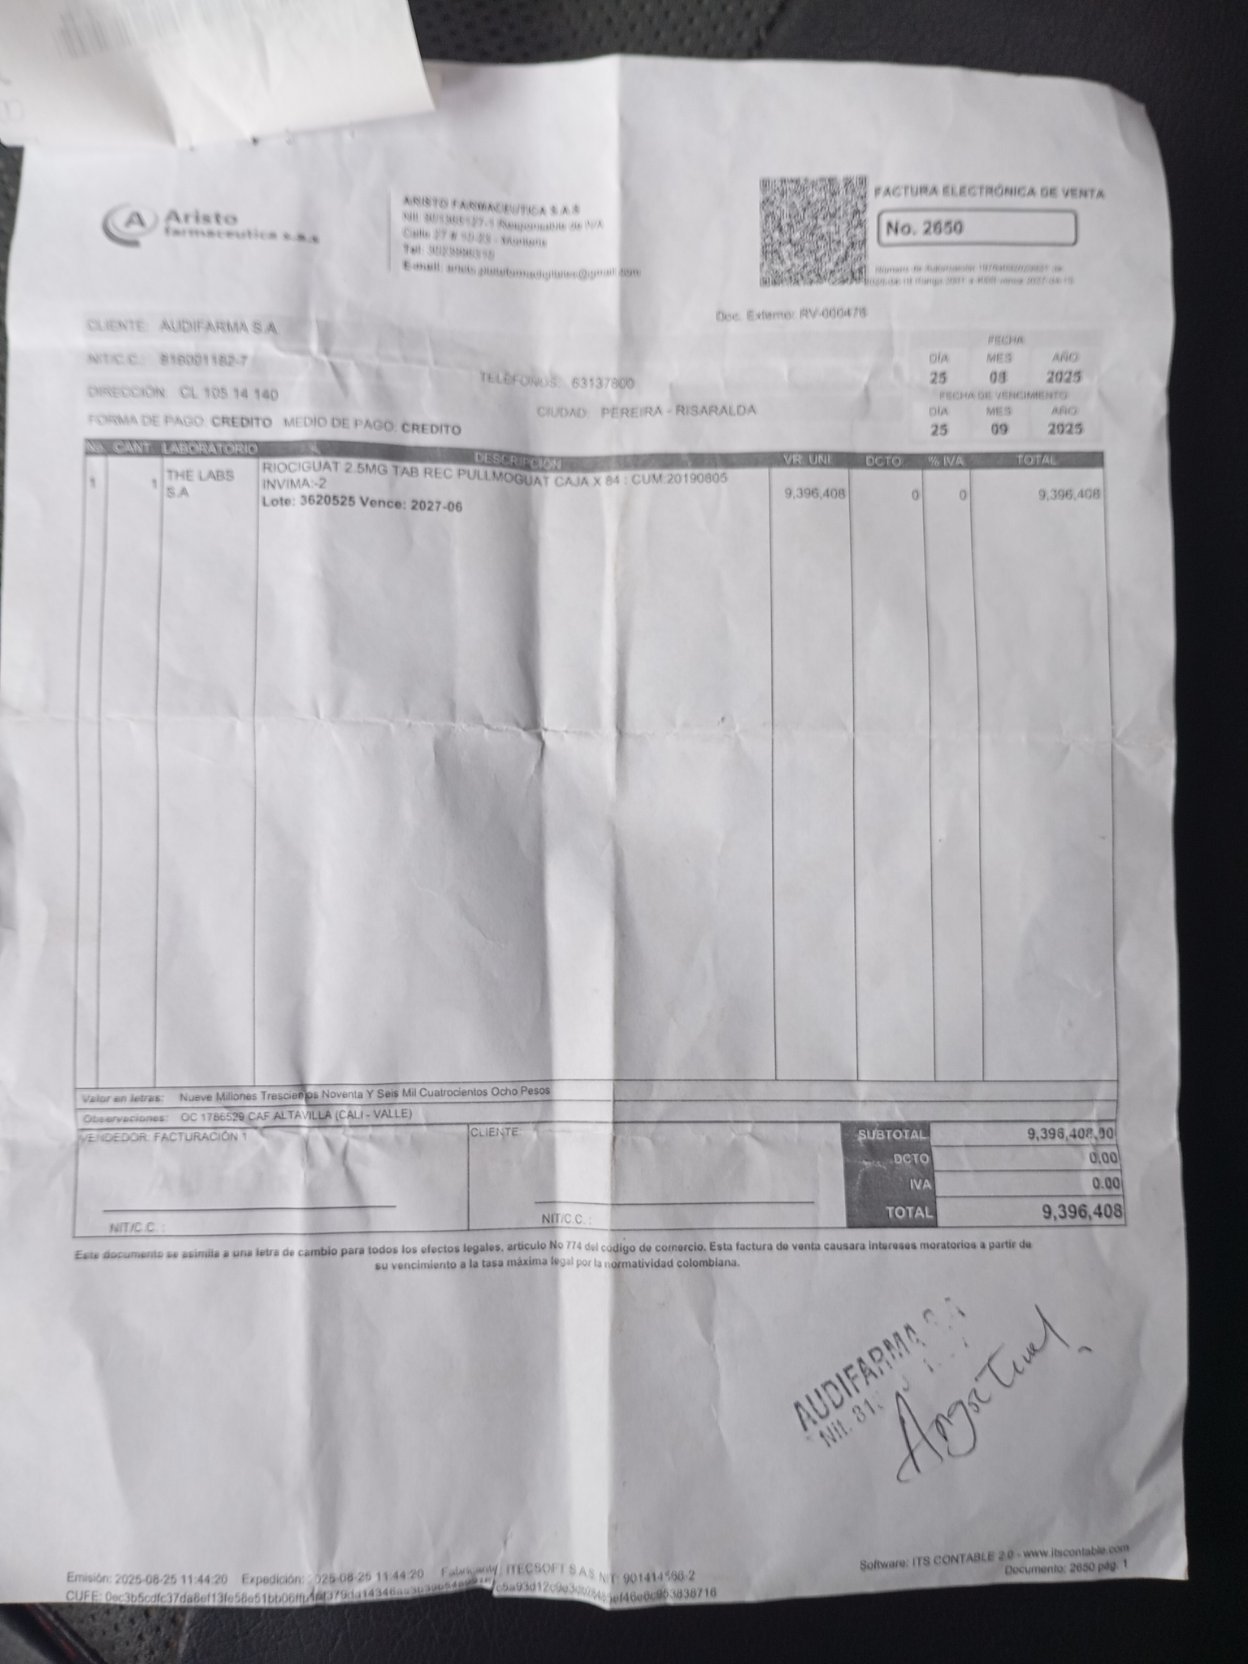 Aristo
farmaceutica s.a.s
ARISTO FARMACEUTICA S.A.S
Responsable de IVA
E-mail:
FACTURA ELECTRÓNICA DE VENTA
No. 2650
Doc. Externo: RV-000476
CLIENTE: AUDIFARMA S.A
NIT/C.C.: 816001182-7
TELÉFONOS: 63137800
DIRECCIÓN: CL 105 14 140
CIUDAD: PEREIRA - RISARALDA
FORMA DE PAGO: CREDITO MEDIO DE PAGO: CREDITO
FECHA
DÍA MES AÑO
25 08 2025
FECHA DE VENCIMIENTO
DÍA MES AÑO
25 09 2025
CANT LABORATORIO DESCRIPCIÓN VR. UNI DCTO % IVA TOTAL
1 1 THE LABS S.A RIOCIGUAT 2.5MG TAB REC PULLMOGUAT CAJA X 84 : CUM:20190805 9,396,408 0 0 9,396,408
INVIMA:-2
Lote: 3620525 Vence: 2027-06
Valor en letras: Nueve Millones Trescientos Noventa Y Seis Mil Cuatrocientos Ocho Pesos
Observaciones: OC 1786529 CAF ALTAVILLA (CALI - VALLE)
VENDEDOR: FACTURACIÓN 1
CLIENTE:
NIT/C.C. :
NIT/C.C. :
SUBTOTAL 9,396,408.00
DCTO 0.00
IVA 0.00
TOTAL 9,396,408
Este documento se asimila a una letra de cambio para todos los efectos legales, articulo No 774 del código de comercio. Esta factura de venta causara intereses moratorios a partir de
su vencimiento a la tasa máxima legal por la normatividad colombiana.
AUDIFARMA
Nit. 81
Software: ITS CONTABLE 2.0 - www.itscontable.com
Documento: 2650 pág. 1
Emisión: 2025-08-25 11:44:20 Expedición: 2025-08-25 11:44:20 Fabricante: ITECSOFT SAS NIT: 901414566-2
CUFE: